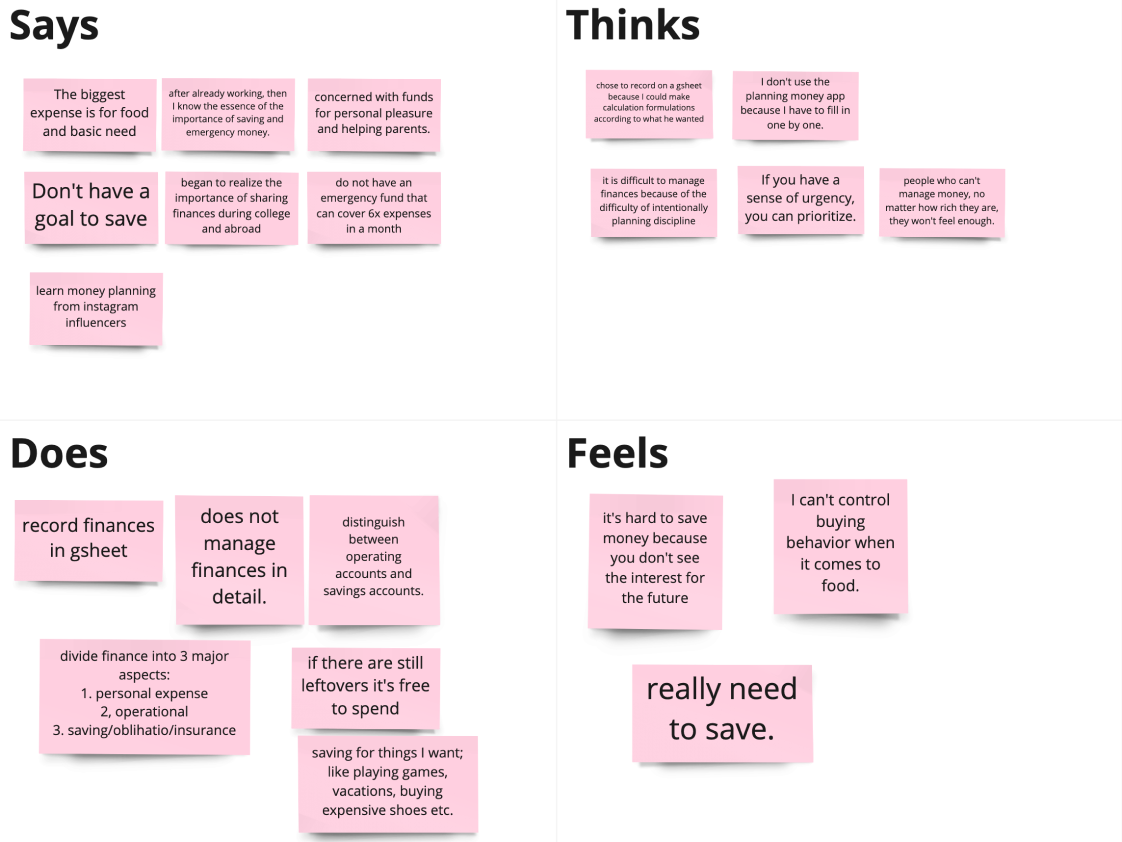 Says
The biggest
expense is for food
and basic need
after already working, then
I know the essence of the
importance of saving and
emergency money.
concerned with funds
for personal pleasure
and helping parents.
Don't have a
goal to save
began to realize the
importance of sharing
finances during college
and abroad
do not have an
emergency fund that
can cover 6x expenses
in a month
learn money planning
from instagram
influencers
Thinks
chose to record on a gsheet
because I could make
calculation formulations
according to what he wanted
I don't use the
planning money app
because I have to fill in
one by one.
it is difficult to manage
finances because of the
difficulty of intentionally
planning discipline
If you have a
sense of urgency,
you can prioritize.
people who can't
manage money, no
matter how rich they are,
they won't feel enough.
Does
record finances
in gsheet
does not
manage
finances in
detail.
distinguish
between
operating
accounts and
savings accounts.
divide finance into 3 major
aspects:
1. personal expense
2, operational
3. saving/oblihatio/insurance
if there are still
leftovers it's free
to spend
saving for things I want;
like playing games,
vacations, buying
expensive shoes etc.
Feels
it's hard to save
money because
you don't see
the interest for
the future
I can't control
buying
behavior when
it comes to
food.
really need
to save.